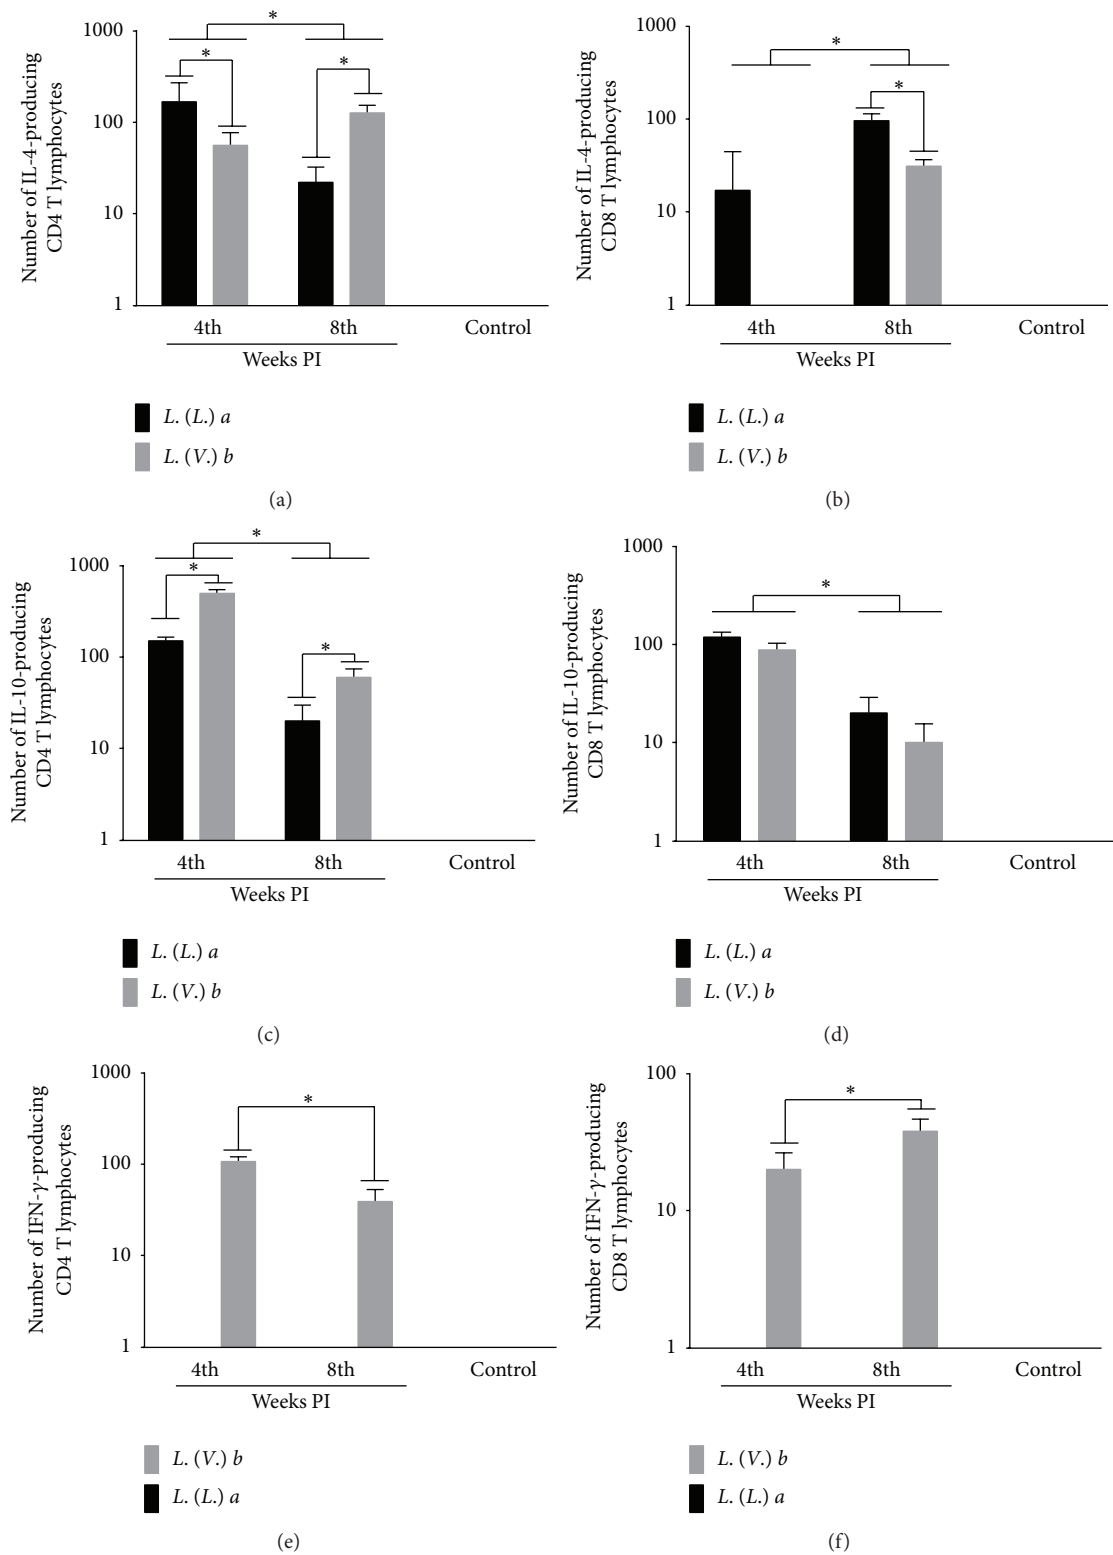 Number of IL-4-producing
CD4 T lymphocytes
1000
100
10
1
*
*
*
4th
8th
Control
Weeks PI
L. (L.) a
L. (V.) b
(a)
Number of IL-4-producing
CD8 T lymphocytes
1000
100
10
1
*
*
4th
8th
Control
Weeks PI
L. (L.) a
L. (V.) b
(b)
Number of IL-10-producing
CD4 T lymphocytes
1000
100
10
1
*
*
*
4th
8th
Control
Weeks PI
L. (L.) a
L. (V.) b
(c)
Number of IL-10-producing
CD8 T lymphocytes
1000
100
10
1
*
4th
8th
Control
Weeks PI
L. (L.) a
L. (V.) b
(d)
Number of IFN-γ-producing
CD4 T lymphocytes
1000
100
10
1
*
4th
8th
Control
Weeks PI
L. (V.) b
L. (L.) a
(e)
Number of IFN-γ-producing
CD8 T lymphocytes
100
10
1
*
4th
8th
Control
Weeks PI
L. (V.) b
L. (L.) a
(f)